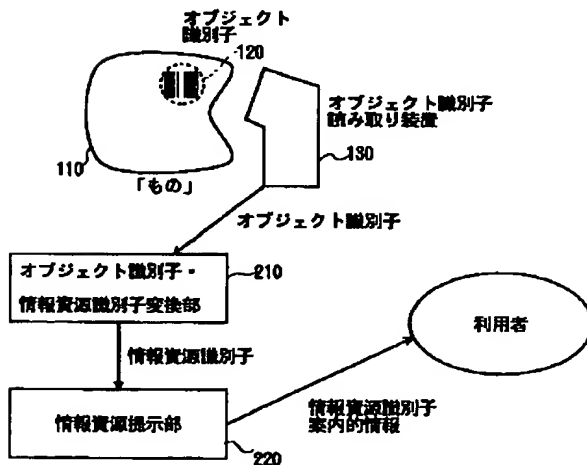 オブジェクト
識別子
120
オブジェクト識別子
読み取り装置
130
110
「もの」
オブジェクト識別子
オブジェクト識別子・
情報資源識別子変換部
210
利用者
情報資源識別子
情報資源提示部
220
情報資源識別子
案内的情報